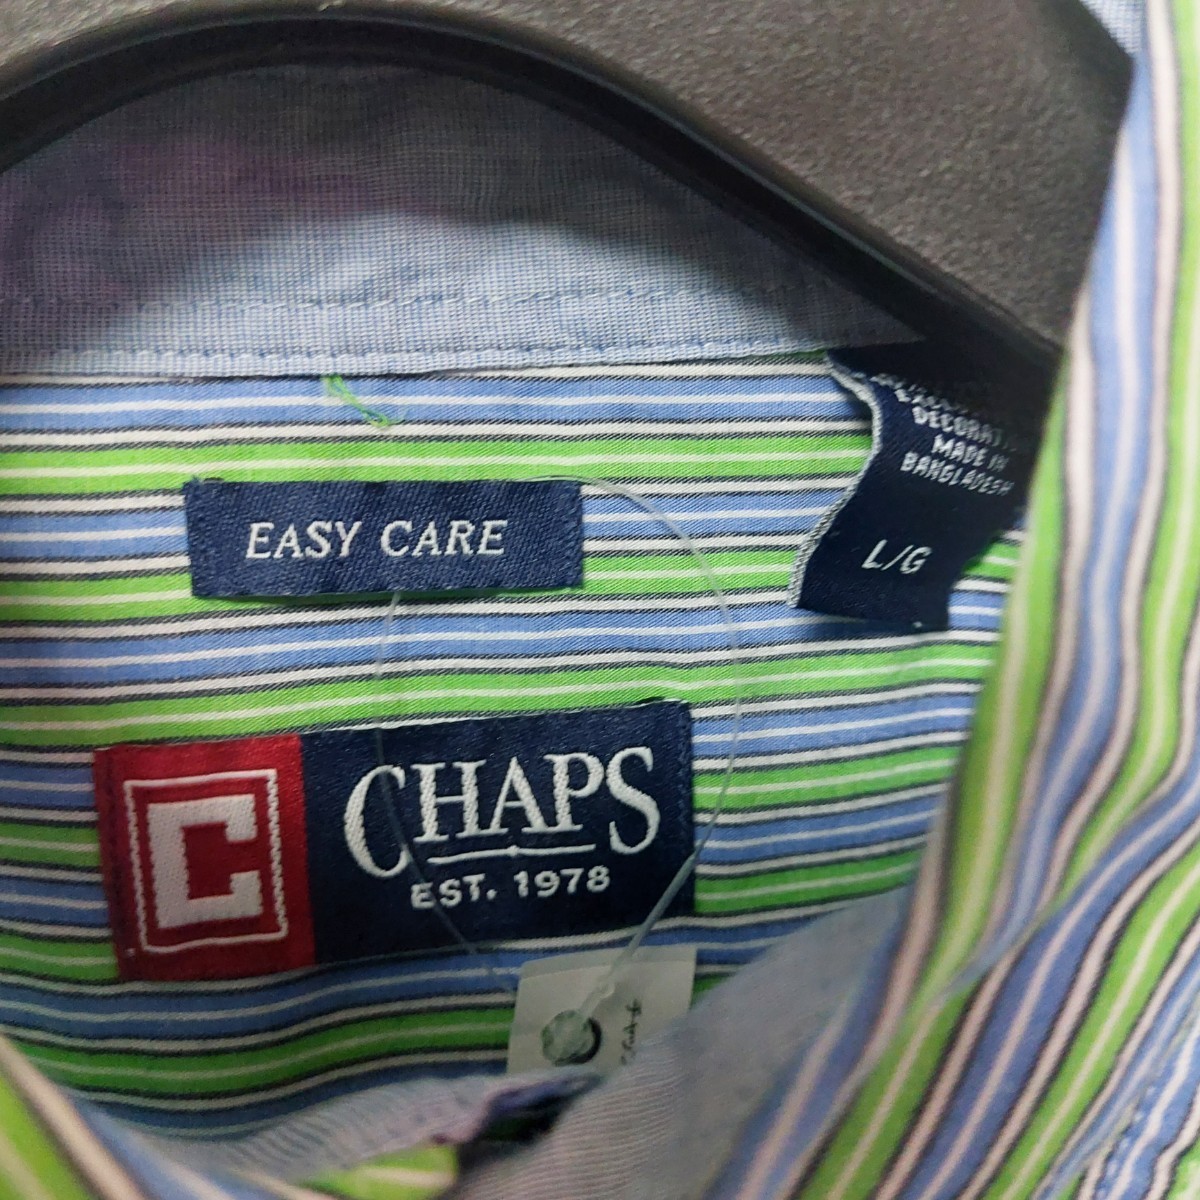 DECORATI
MADE IN
BANGLADESH
L/G
EASY CARE
C
CHAPS
EST. 1978